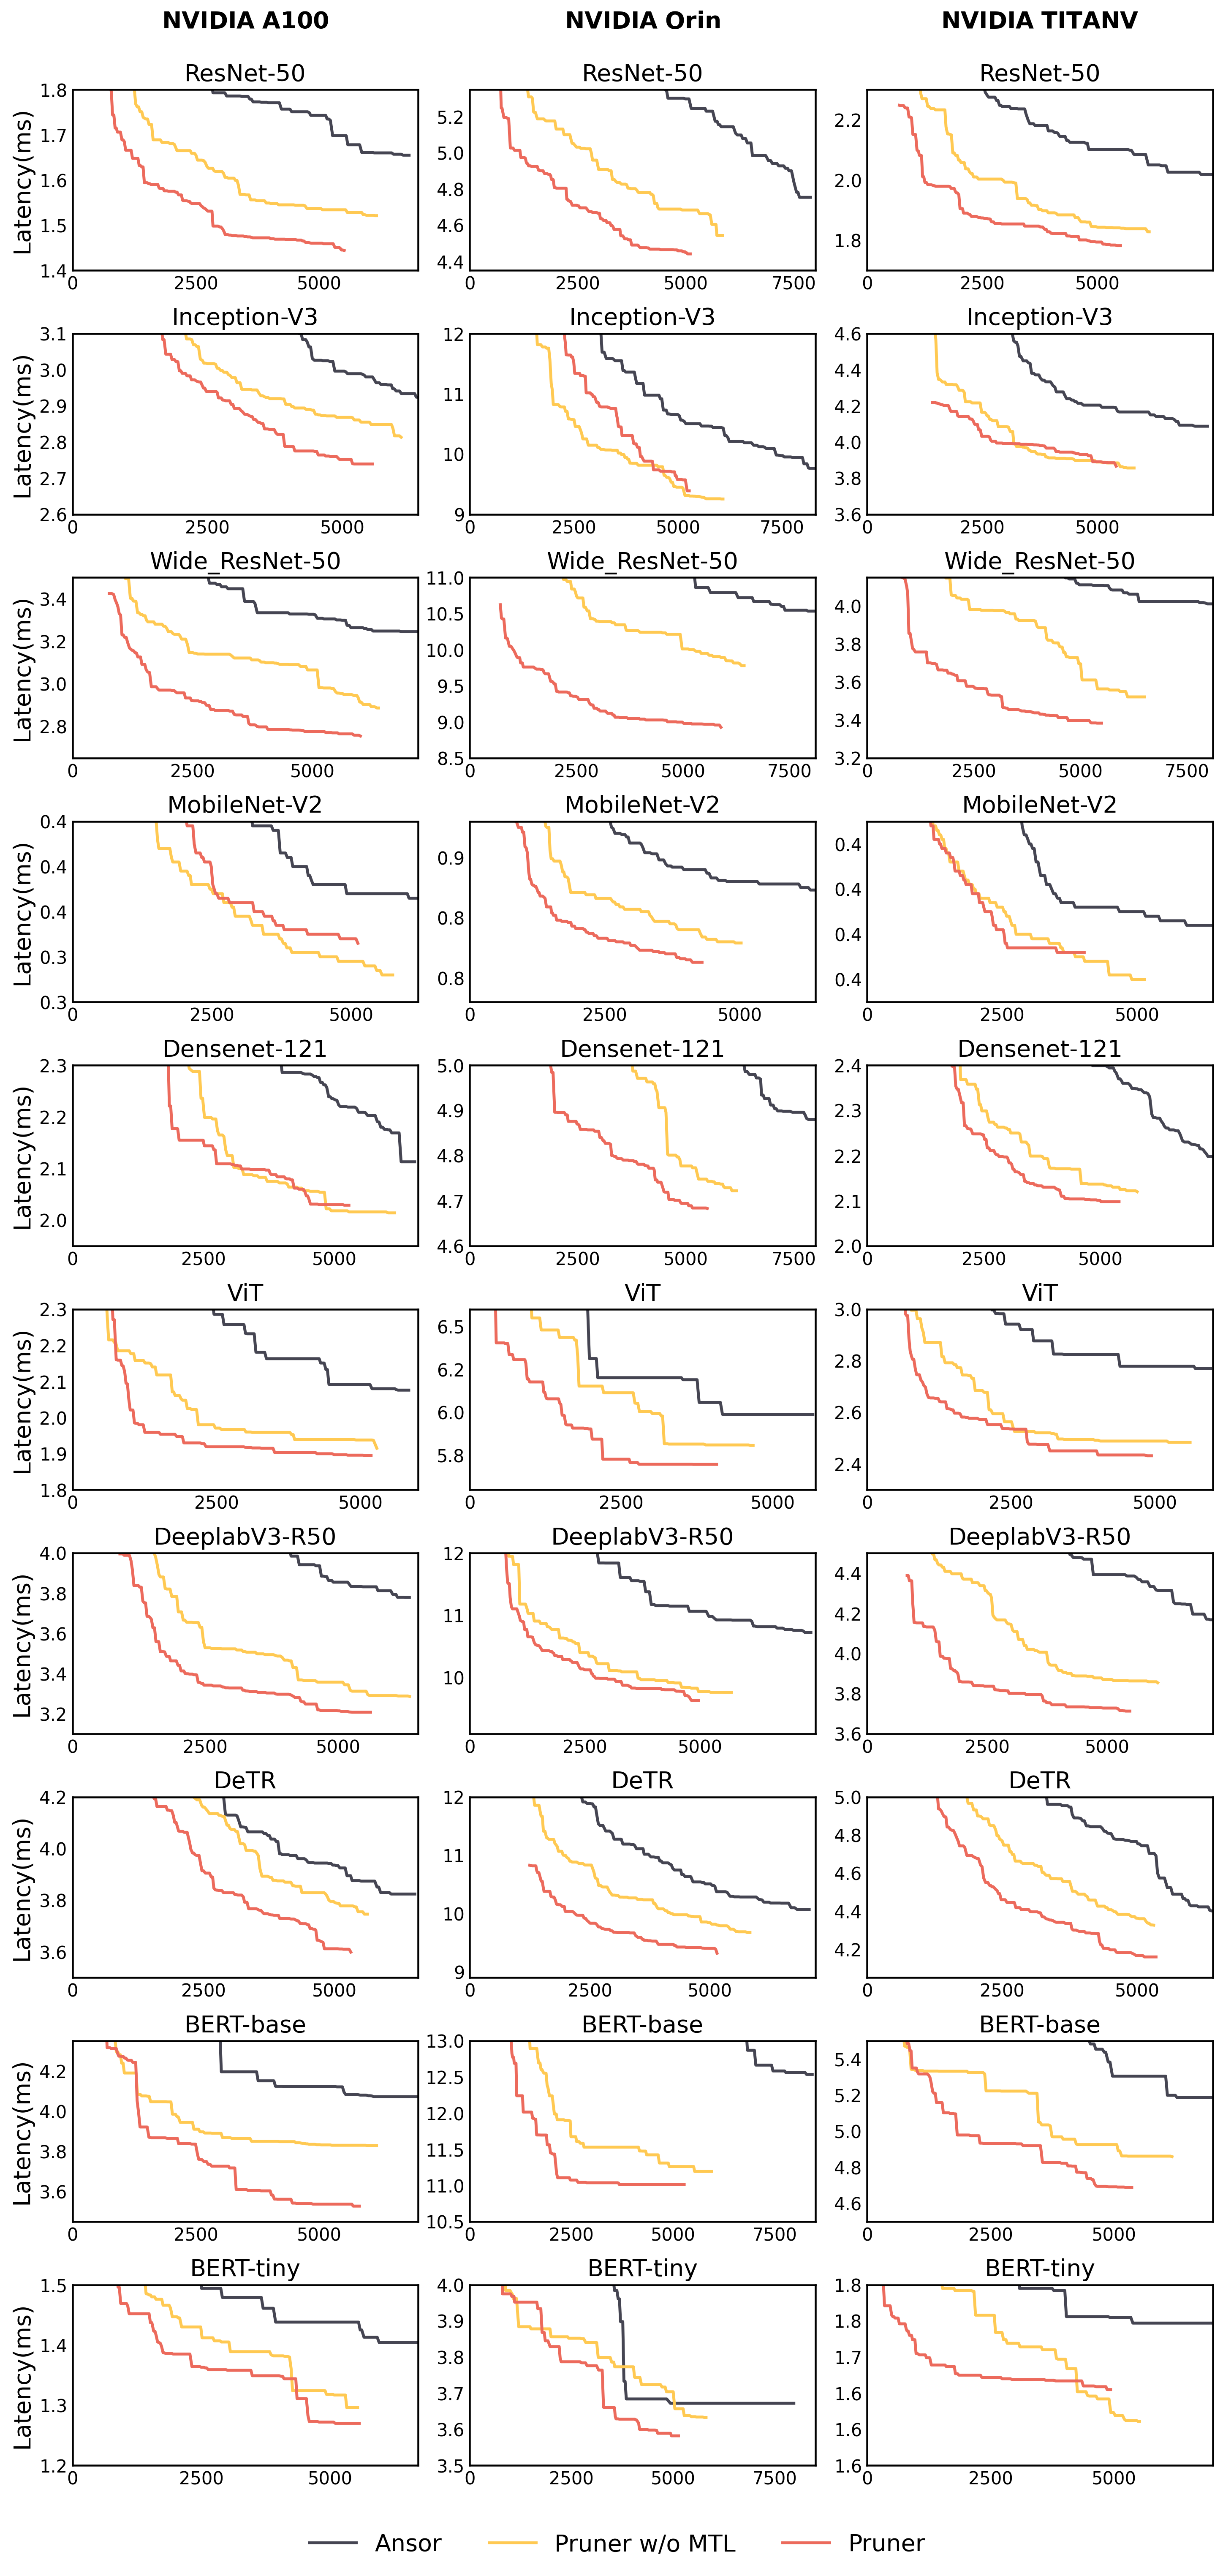 NVIDIA A100 NVIDIA Orin NVIDIA TITANV
ResNet-50 ResNet-50 ResNet-50
Latency(ms)
1.8 1.7 1.6 1.5 1.4
5.2 5.0 4.8 4.6 4.4
2.2 2.0 1.8
0 2500 5000 0 2500 5000 7500 0 2500 5000
Inception-V3 Inception-V3 Inception-V3
Latency(ms)
3.1 3.0 2.9 2.8 2.7 2.6
12 11 10 9
4.6 4.4 4.2 4.0 3.8 3.6
0 2500 5000 0 2500 5000 7500 0 2500 5000
Wide_ResNet-50 Wide_ResNet-50 Wide_ResNet-50
Latency(ms)
3.4 3.2 3.0 2.8
11.0 10.5 10.0 9.5 9.0 8.5
4.0 3.8 3.6 3.4 3.2
0 2500 5000 0 2500 5000 7500 0 2500 5000 7500
MobileNet-V2 MobileNet-V2 MobileNet-V2
Latency(ms)
0.4 0.4 0.4 0.3 0.3
0.9 0.8 0.8
0.4 0.4 0.4 0.4
0 2500 5000 0 2500 5000 0 2500 5000
Densenet-121 Densenet-121 Densenet-121
Latency(ms)
2.3 2.2 2.1 2.0
5.0 4.9 4.8 4.7 4.6
2.4 2.3 2.2 2.1 2.0
0 2500 5000 0 2500 5000 7500 0 2500 5000
ViT ViT ViT
Latency(ms)
2.3 2.2 2.1 2.0 1.9 1.8
6.5 6.2 6.0 5.8
3.0 2.8 2.6 2.4
0 2500 5000 0 2500 5000 0 2500 5000
DeeplabV3-R50 DeeplabV3-R50 DeeplabV3-R50
Latency(ms)
4.0 3.8 3.6 3.4 3.2
12 11 10
4.4 4.2 4.0 3.8 3.6
0 2500 5000 0 2500 5000 0 2500 5000
DeTR DeTR DeTR
Latency(ms)
4.2 4.0 3.8 3.6
12 11 10 9
5.0 4.8 4.6 4.4 4.2
0 2500 5000 0 2500 5000 0 2500 5000
BERT-base BERT-base BERT-base
Latency(ms)
4.2 4.0 3.8 3.6
13.0 12.5 12.0 11.5 11.0 10.5
5.4 5.2 5.0 4.8 4.6
0 2500 5000 0 2500 5000 7500 0 2500 5000
BERT-tiny BERT-tiny BERT-tiny
Latency(ms)
1.5 1.4 1.3 1.2
4.0 3.9 3.8 3.7 3.6 3.5
1.8 1.8 1.7 1.6 1.6 1.6
0 2500 5000 0 2500 5000 7500 0 2500 5000
Ansor Pruner w/o MTL Pruner